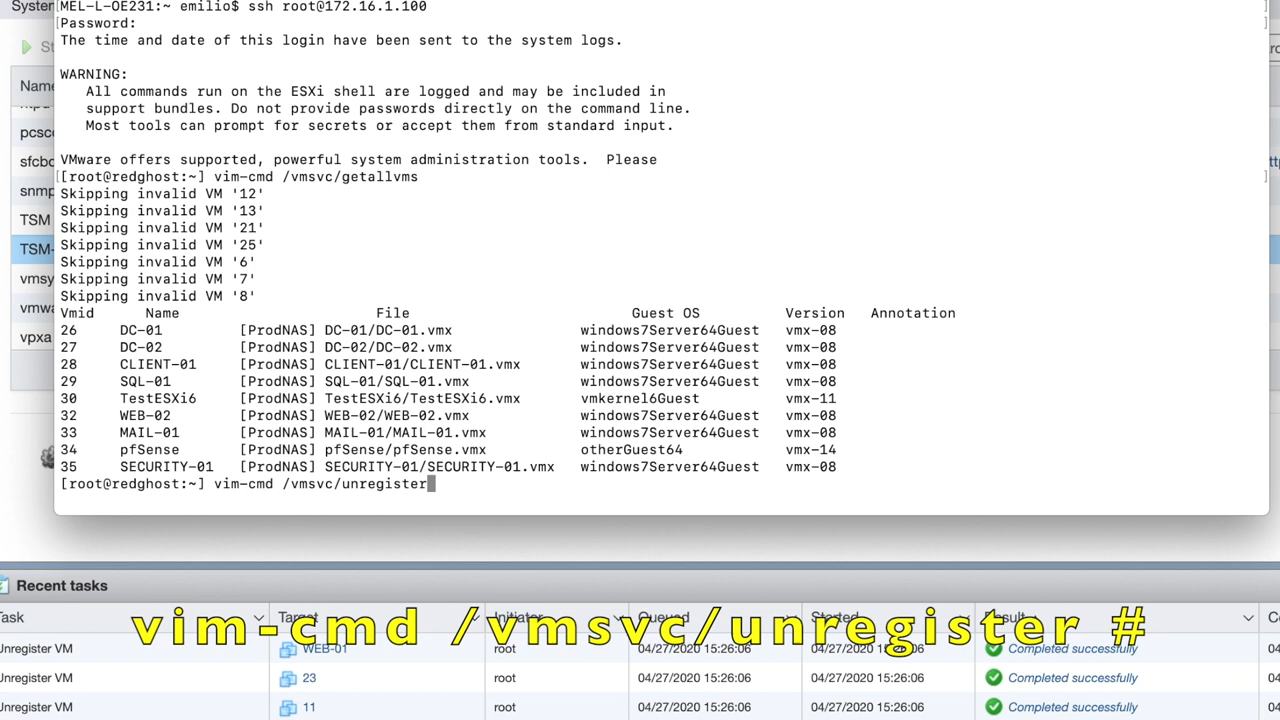 System
St
Name
pcsc
sfcb
snmp
TSM
TSM-
vmsy
vmwa
vpxa
[MEL-L-OE231:~ emilio$ ssh root@172.16.1.100 ]
[Password: ]
The time and date of this login have been sent to the system logs.
WARNING:
All commands run on the ESXi shell are logged and may be included in
support bundles. Do not provide passwords directly on the command line.
Most tools can prompt for secrets or accept them from standard input.
VMware offers supported, powerful system administration tools.  Please
[[root@redghost:~] vim-cmd /vmsvc/getallvms ]
Skipping invalid VM '12'
Skipping invalid VM '13'
Skipping invalid VM '21'
Skipping invalid VM '25'
Skipping invalid VM '6'
Skipping invalid VM '7'
Skipping invalid VM '8'
Vmid Name File Guest OS Version Annotation
26 DC-01 [ProdNAS] DC-01/DC-01.vmx windows7Server64Guest vmx-08
27 DC-02 [ProdNAS] DC-02/DC-02.vmx windows7Server64Guest vmx-08
28 CLIENT-01 [ProdNAS] CLIENT-01/CLIENT-01.vmx windows7Server64Guest vmx-08
29 SQL-01 [ProdNAS] SQL-01/SQL-01.vmx windows7Server64Guest vmx-08
30 TestESXi6 [ProdNAS] TestESXi6/TestESXi6.vmx vmkernel6Guest vmx-11
32 WEB-02 [ProdNAS] WEB-02/WEB-02.vmx windows7Server64Guest vmx-08
33 MAIL-01 [ProdNAS] MAIL-01/MAIL-01.vmx windows7Server64Guest vmx-08
34 pfSense [ProdNAS] pfSense/pfSense.vmx otherGuest64 vmx-14
35 SECURITY-01 [ProdNAS] SECURITY-01/SECURITY-01.vmx windows7Server64Guest vmx-08
[root@redghost:~] vim-cmd /vmsvc/unregister
Recent tasks
Task Target Initiator Queued Started Result
vim-cmd /vmsvc/unregister #
Unregister VM WEB-01 root 04/27/2020 15:26:06 04/27/2020 15:26:06 Completed successfully
Unregister VM 23 root 04/27/2020 15:26:06 04/27/2020 15:26:06 Completed successfully
Unregister VM 11 root 04/27/2020 15:26:06 04/27/2020 15:26:06 Completed successfully